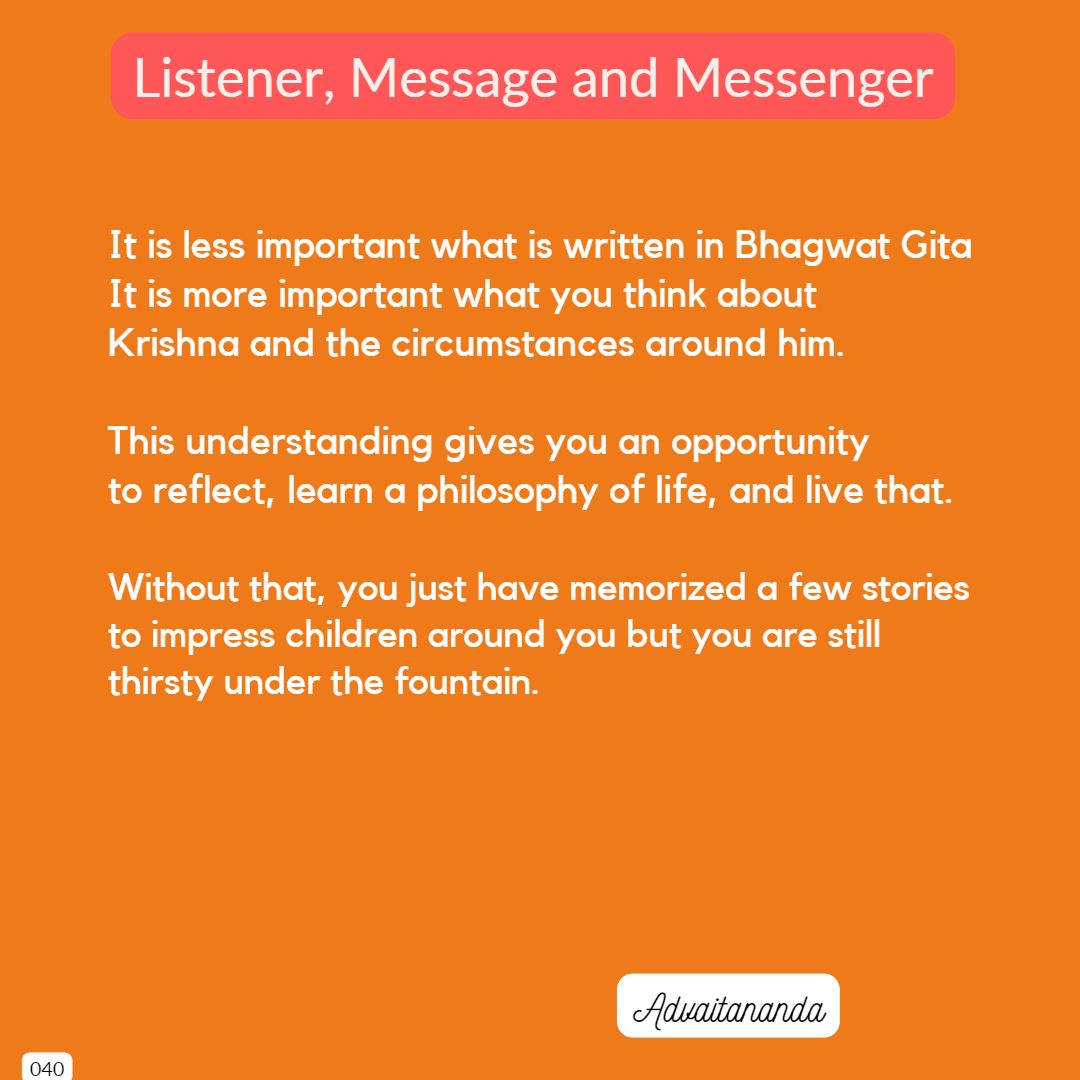 Listener, Message and Messenger
It is less important what is written in Bhagwat Gita
It is more important what you think about
Krishna and the circumstances around him.
This understanding gives you an opportunity
to reflect, learn a philosophy of life, and live that.
Without that, you just have memorized a few stories
to impress children around you but you are still
thirsty under the fountain.
Advaitananda
040